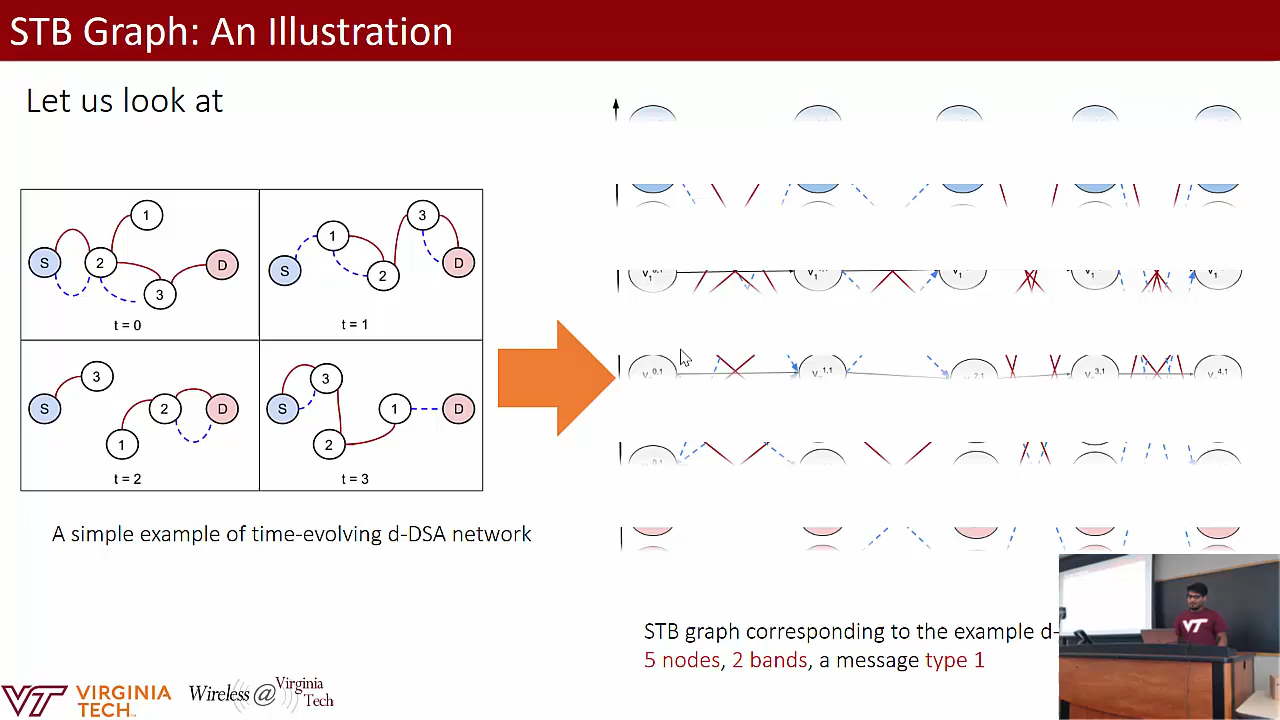 STB Graph: An Illustration
Let us look at
1
S
2
D
3
t = 0
3
1
S
2
D
t = 1
3
S
2
D
1
t = 2
3
S
1
D
2
t = 3
A simple example of time-evolving d-DSA network
STB graph corresponding to the example d-
5 nodes, 2 bands, a message type 1
VT VIRGINIA TECH
Wireless @ Virginia Tech
VT